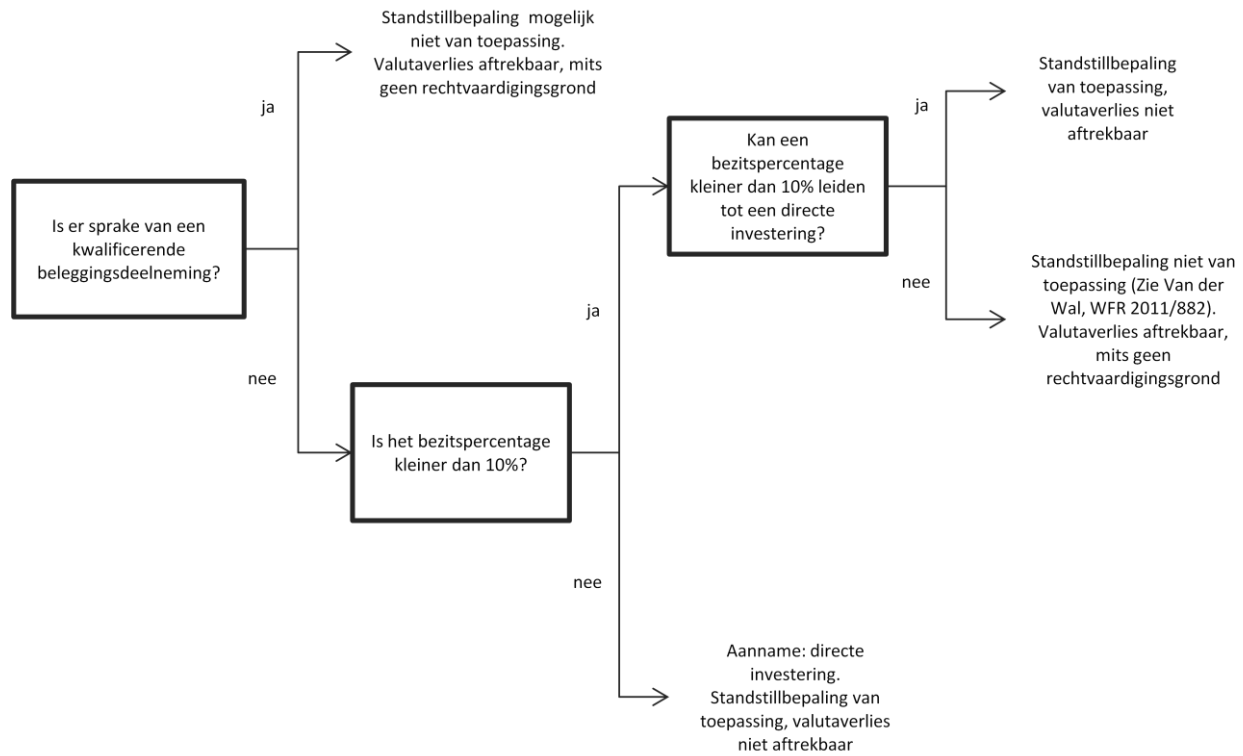 Standstillbepaling mogelijk
niet van toepassing.
Valutaverlies aftrekbaar, mits
geen rechtvaardigingsgrond
ja
Is er sprake van een
kwalificerende
beleggingsdeelneming?
nee
Is het bezitspercentage
kleiner dan 10%?
ja
Kan een
bezitspercentage
kleiner dan 10% leiden
tot een directe
investering?
ja
Standstillbepaling
van toepassing,
valutaverlies niet
aftrekbaar
nee
Standstillbepaling niet van
toepassing (Zie Van der
Wal, WFR 2011/882).
Valutaverlies aftrekbaar,
mits geen
rechtvaardigingsgrond
nee
Aanname: directe
investering.
Standstillbepaling van
toepassing, valutaverlies
niet aftrekbaar